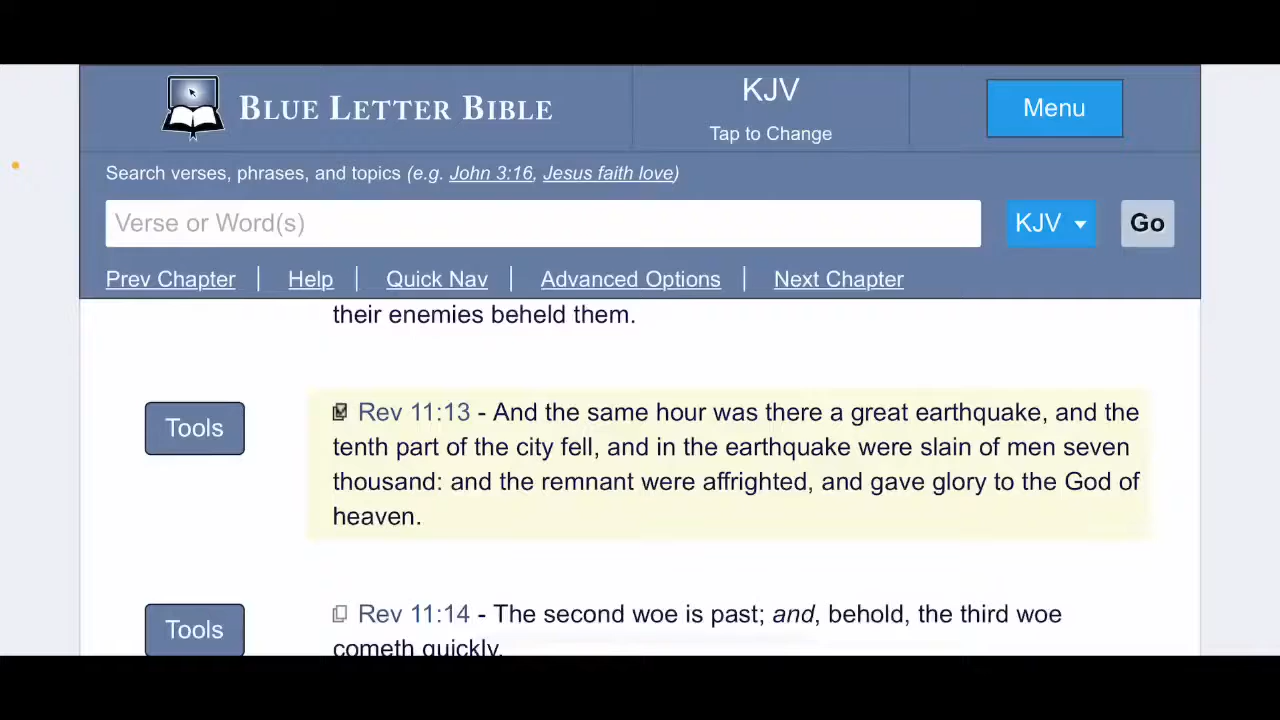 BLUE LETTER BIBLE
KJV
Tap to Change
Menu
Search verses, phrases, and topics (e.g. John 3:16, Jesus faith love)
Verse or Word(s)
KJV
Go
Prev Chapter | Help | Quick Nav | Advanced Options | Next Chapter
their enemies beheld them.
Tools
Rev 11:13 - And the same hour was there a great earthquake, and the
tenth part of the city fell, and in the earthquake were slain of men seven
thousand: and the remnant were affrighted, and gave glory to the God of
heaven.
Tools
Rev 11:14 - The second woe is past; and, behold, the third woe
cometh quickly.